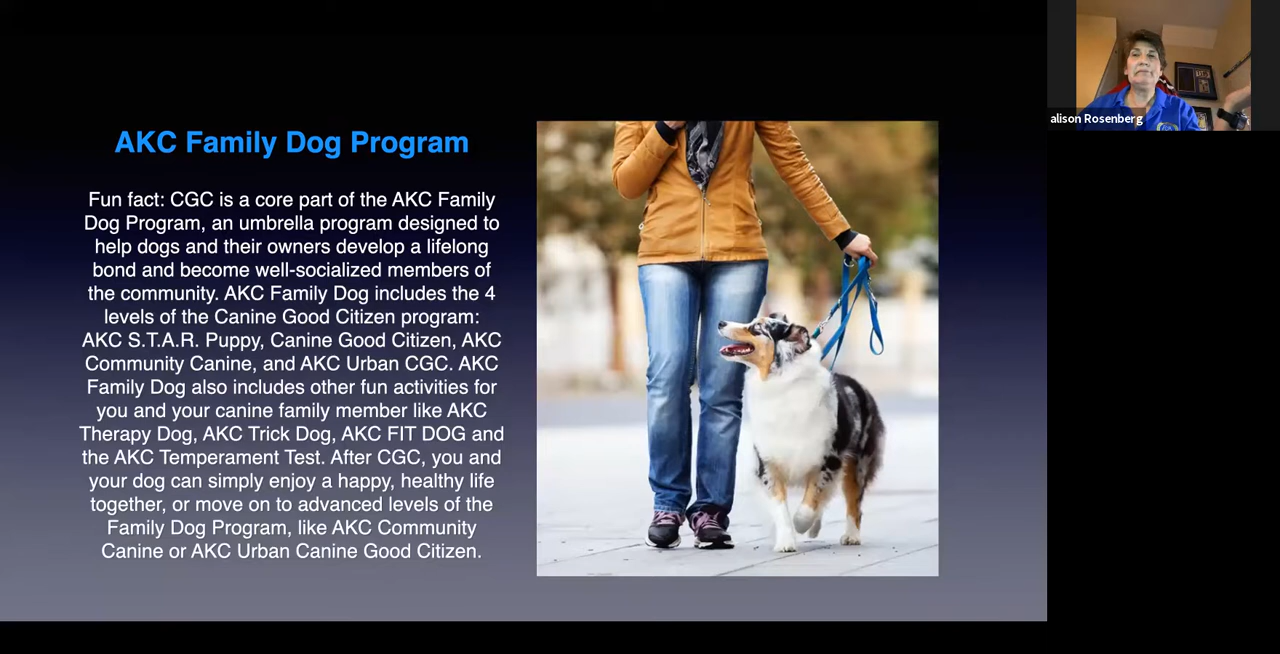 AKC Family Dog Program
Fun fact: CGC is a core part of the AKC Family
Dog Program, an umbrella program designed to
help dogs and their owners develop a lifelong
bond and become well-socialized members of
the community. AKC Family Dog includes the 4
levels of the Canine Good Citizen program:
AKC S.T.A.R. Puppy, Canine Good Citizen, AKC
Community Canine, and AKC Urban CGC. AKC
Family Dog also includes other fun activities for
you and your canine family member like AKC
Therapy Dog, AKC Trick Dog, AKC FIT DOG and
the AKC Temperament Test. After CGC, you and
your dog can simply enjoy a happy, healthy life
together, or move on to advanced levels of the
Family Dog Program, like AKC Community
Canine or AKC Urban Canine Good Citizen.
alison Rosenberg